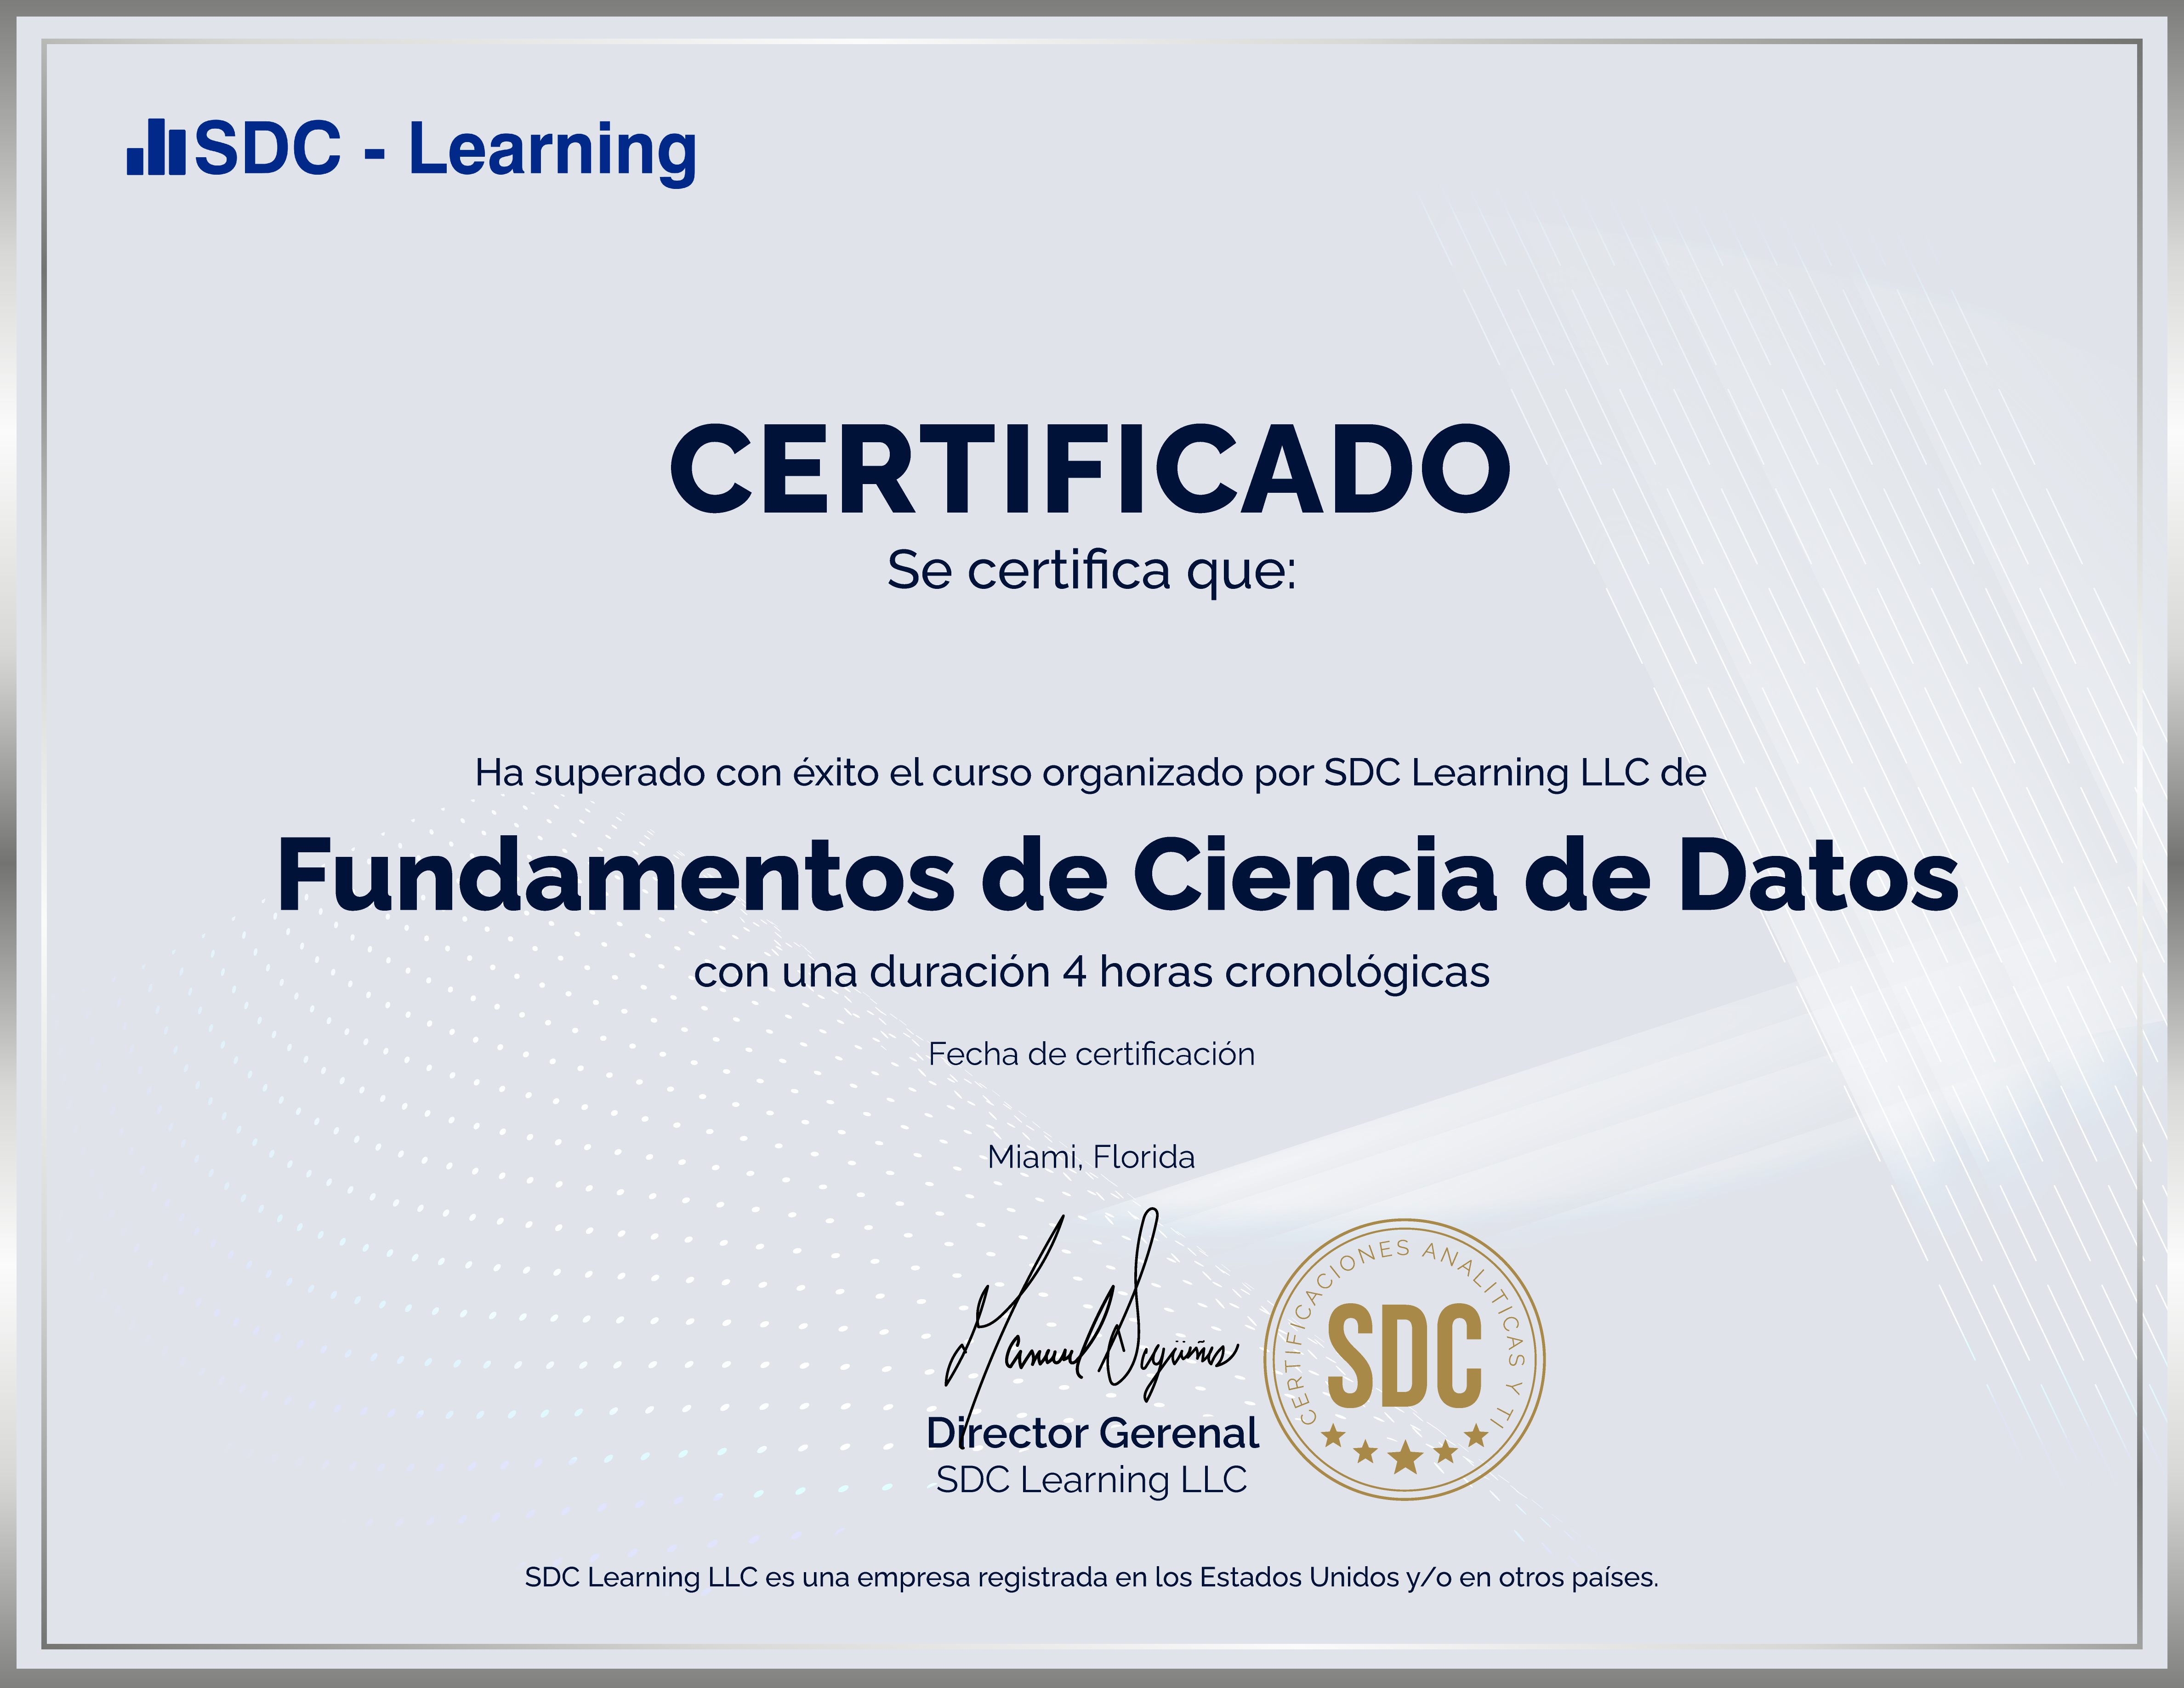 SDC - Learning
CERTIFICADO
Se certifica que:
Ha superado con éxito el curso organizado por SDC Learning LLC de
Fundamentos de Ciencia de Datos
con una duración 4 horas cronológicas
Fecha de certificación
Miami, Florida
Director Gerenal
SDC Learning LLC
CERTIFICACIONES ANALITICAS Y TI
SDC
SDC Learning LLC es una empresa registrada en los Estados Unidos y/o en otros países.